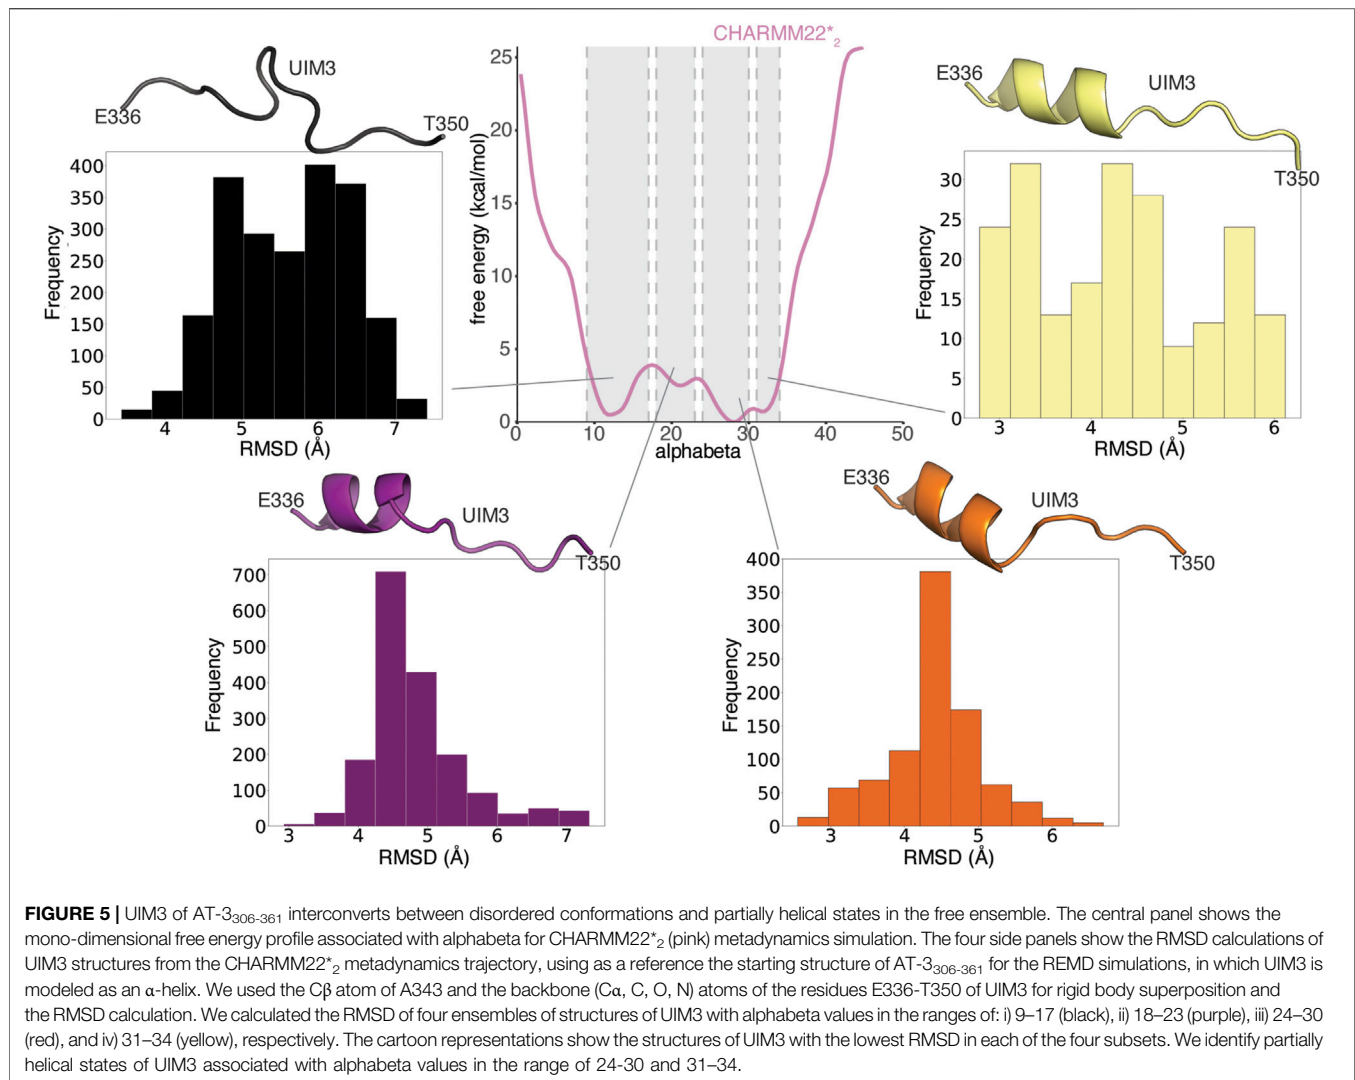 CHARMM22*2
UIM3
E336
T350
400
350
300
250
200
150
100
50
0
Frequency
4 5 6 7
RMSD (Å)
25
20
15
10
5
0
free energy (kcal/mol)
0 10 20 30 40 50
alphabeta
E336
UIM3
T350
30
25
20
15
10
5
0
Frequency
3 4 5 6
RMSD (Å)
E336
UIM3
T350
700
600
500
400
300
200
100
0
Frequency
3 4 5 6 7
RMSD (Å)
E336
UIM3
T350
400
350
300
250
200
150
100
50
0
Frequency
3 4 5 6
RMSD (Å)
FIGURE 5 | UIM3 of AT-3306-361 interconverts between disordered conformations and partially helical states in the free ensemble. The central panel shows the
mono-dimensional free energy profile associated with alphabeta for CHARMM22*2 (pink) metadynamics simulation. The four side panels show the RMSD calculations of
UIM3 structures from the CHARMM22*2 metadynamics trajectory, using as a reference the starting structure of AT-3306-361 for the REMD simulations, in which UIM3 is
modeled as an α-helix. We used the Cβ atom of A343 and the backbone (Cα, C, O, N) atoms of the residues E336-T350 of UIM3 for rigid body superposition and
the RMSD calculation. We calculated the RMSD of four ensembles of structures of UIM3 with alphabeta values in the ranges of: i) 9–17 (black), ii) 18–23 (purple), iii) 24–30
(red), and iv) 31–34 (yellow), respectively. The cartoon representations show the structures of UIM3 with the lowest RMSD in each of the four subsets. We identify partially
helical states of UIM3 associated with alphabeta values in the range of 24-30 and 31–34.